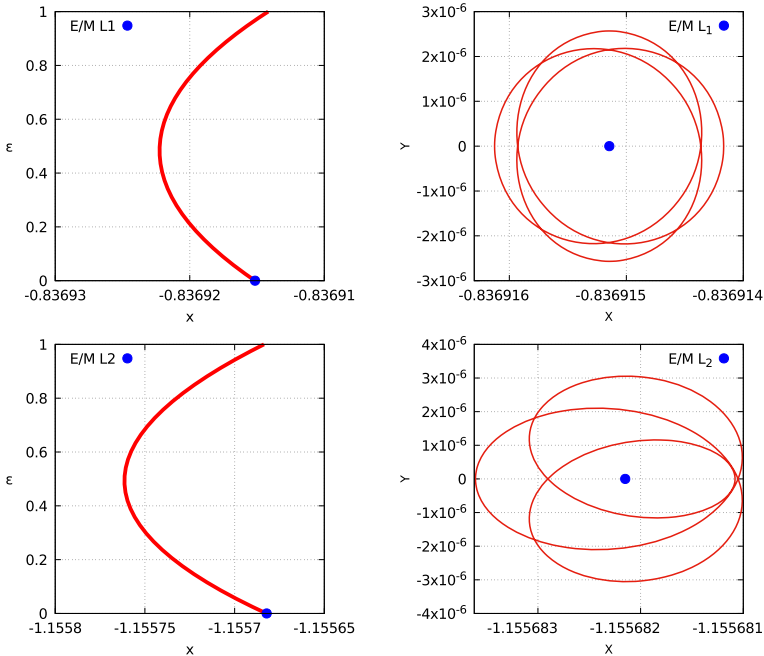 E/M L1
1
0.8
0.6
0.4
0.2
0
ε
-0.83693
-0.83692
-0.83691
x
E/M L₁
3x10⁻⁶
2x10⁻⁶
1x10⁻⁶
0
-1x10⁻⁶
-2x10⁻⁶
-3x10⁻⁶
Y
-0.836916
-0.836915
-0.836914
X
E/M L2
1
0.8
0.6
0.4
0.2
0
ε
-1.1558
-1.15575
-1.1557
-1.15565
x
E/M L₂
4x10⁻⁶
3x10⁻⁶
2x10⁻⁶
1x10⁻⁶
0
-1x10⁻⁶
-2x10⁻⁶
-3x10⁻⁶
-4x10⁻⁶
Y
-1.155683
-1.155682
-1.155681
X